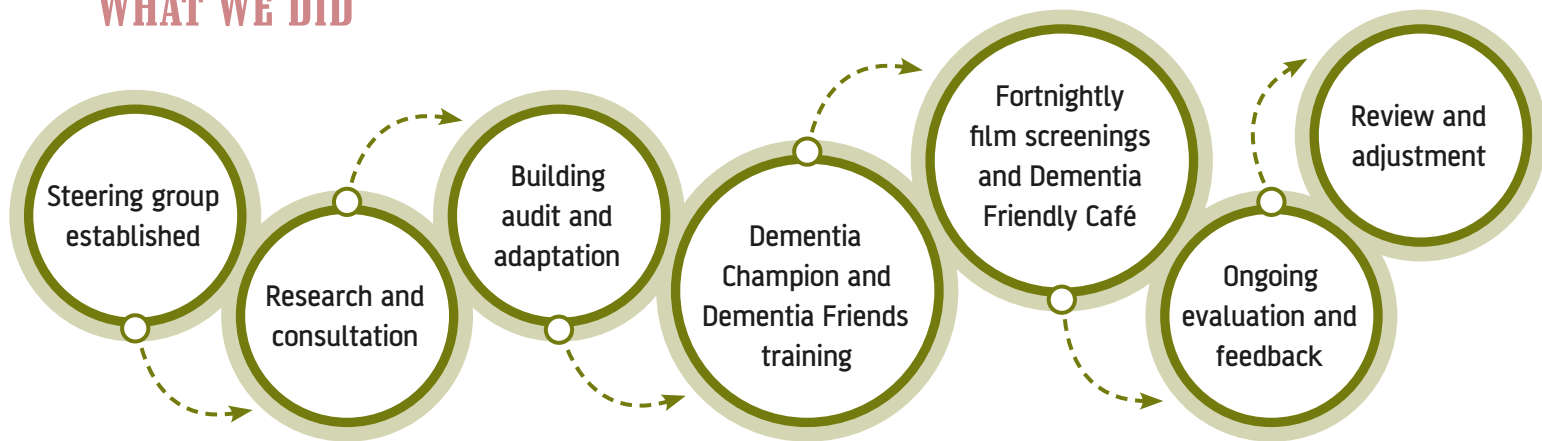 WHAT WE DID
Steering group
established
Research and
consultation
Building
audit and
adaptation
Dementia
Champion and
Dementia Friends
training
Fortnightly
film screenings
and Dementia
Friendly Café
Ongoing
evaluation and
feedback
Review and
adjustment